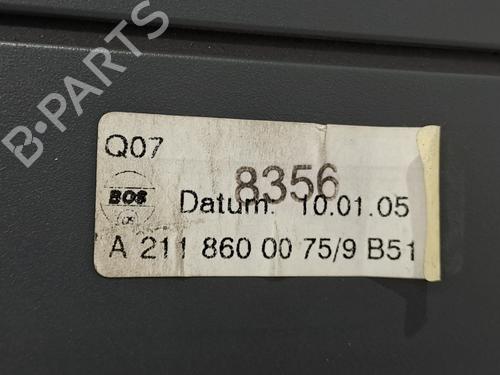 B-PARTS
Q07
8356
BOS
Datum: 10.01.05
A 211 860 00 75/9 B51